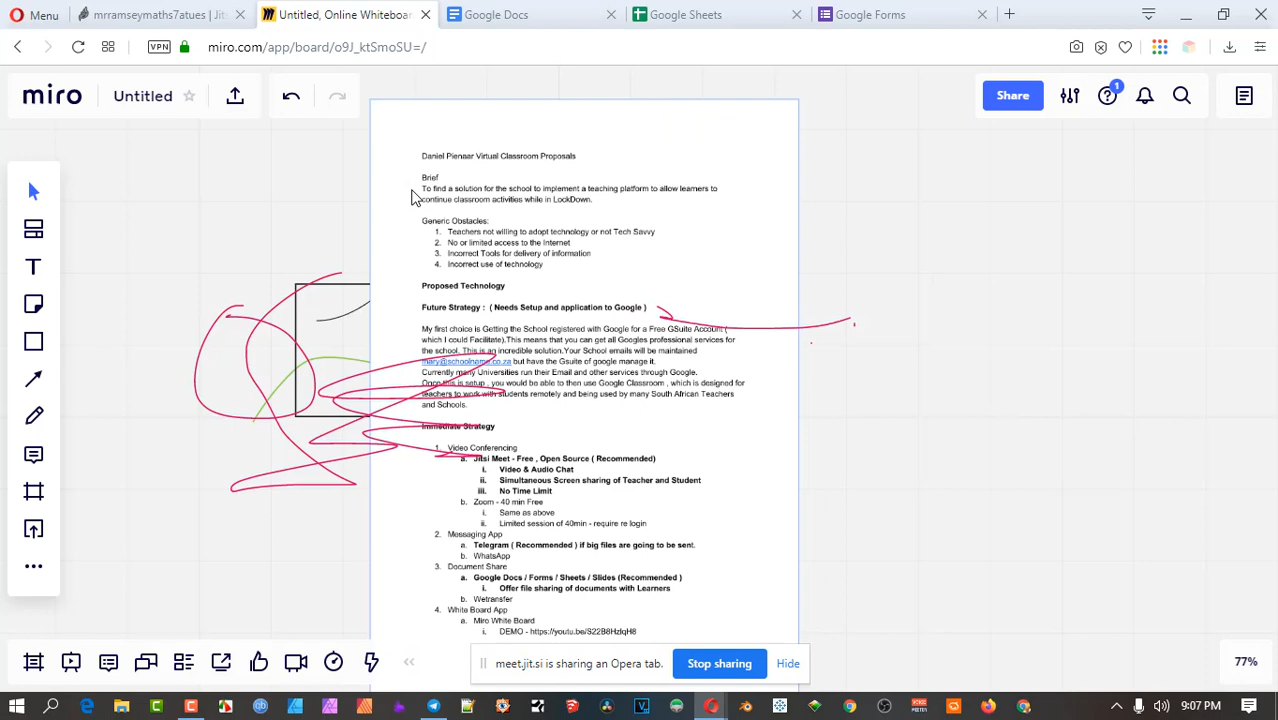 Menu
mrramseymaths7atues | Jitsi M
Untitled, Online Whiteboard
Google Docs
Google Sheets
Google Forms
VPN
miro.com/app/board/o9J_ktSmoSU=/
miro
Untitled
Share
1
Daniel Pienaar Virtual Classroom Proposals
Brief
To find a solution for the school to implement a teaching platform to allow learners to
continue classroom activities while in LockDown.
Generic Obstacles:
1. Teachers not willing to adopt technology or not Tech Savvy
2. No or limited access to the Internet
3. Incorrect Tools for delivery of information
4. Incorrect use of technology
Proposed Technology
Future Strategy : ( Needs Setup and application to Google )
My first choice is Getting the School registered with Google for a Free GSuite Account (
which I could Facilitate).This means that you can get all Googles professional services for
the school. This is an incredible solution.Your School emails will be maintained
mary@schoolname.co.za but have the Gsuite of google manage it.
Currently many Universities run their Email and other services through Google.
Once this is setup , you would be able to then use Google Classroom , which is designed for
teachers to work with students remotely and being used by many South African Teachers
and Schools.
Immediate Strategy
1. Video Conferencing
a. Jitsi Meet - Free , Open Source ( Recommended)
i. Video & Audio Chat
ii. Simultaneous Screen sharing of Teacher and Student
iii. No Time Limit
b. Zoom - 40 min Free
i. Same as above
ii. Limited session of 40min - require re login
2. Messaging App
a. Telegram ( Recommended ) if big files are going to be sent.
b. WhatsApp
3. Document Share
a. Google Docs / Forms / Sheets / Slides (Recommended )
i. Offer file sharing of documents with Learners
b. Wetransfer
4. White Board App
a. Miro White Board
i. DEMO - https://youtu.be/S22B8HzIqH8
meet.jit.si is sharing an Opera tab.
Stop sharing
Hide
77%
9:07 PM